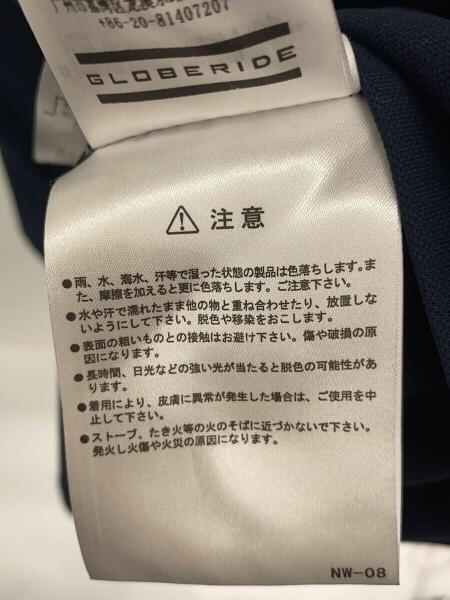 +86-20-81407207
GLOBERIDE
⚠ 注意
●雨、水、海水、汗等で湿った状態の製品は色落ちします。ま
た、摩擦を加えると更に色落ちします。ご注意下さい。
●水や汗で濡れたまま他の物と重ね合わせたり、放置しな
いようにして下さい。脱色や移染をおこします。
●表面の粗いものとの接触はお避け下さい。傷や破損の原
因になります。
●長時間、日光などの強い光が当たると脱色の可能性があ
ります。
●着用により、皮膚に異常が発生した場合は、ご使用を中
止して下さい。
●ストーブ、たき火等の火のそばに近づかないで下さい。
発火し火傷や火災の原因になります。
NW-08